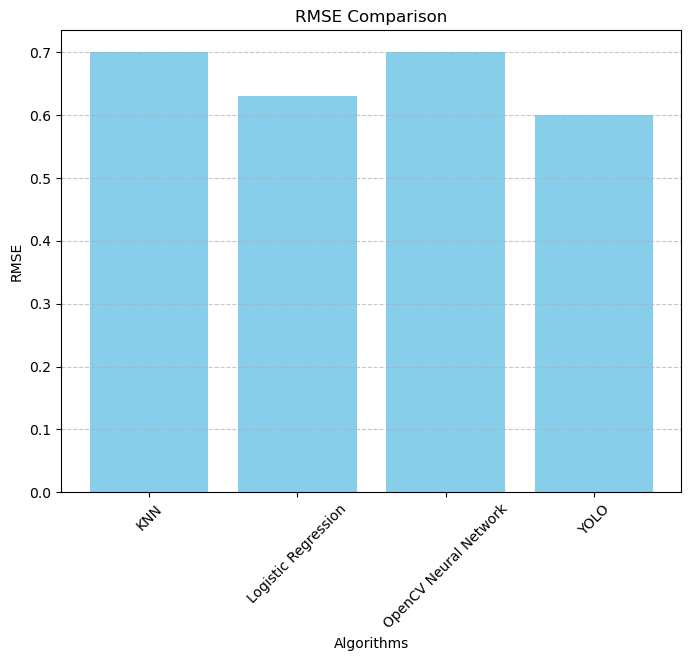 RMSE Comparison
RMSE
0.7
0.6
0.5
0.4
0.3
0.2
0.1
0.0
KNN
Logistic Regression
OpenCV Neural Network
YOLO
Algorithms